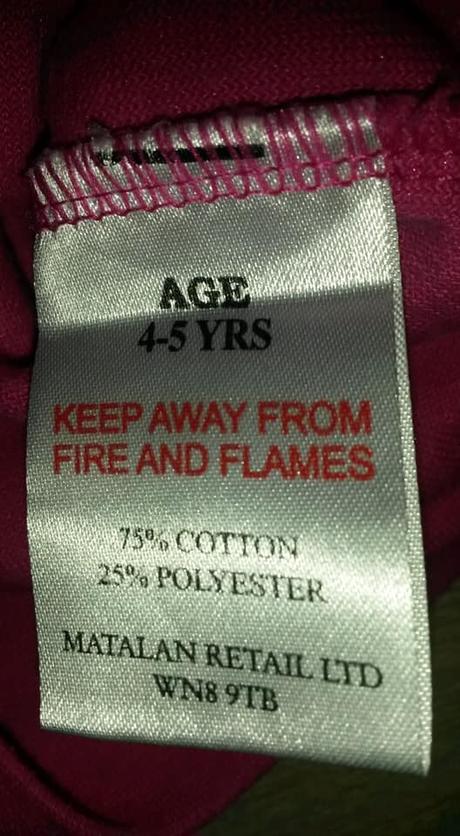 AGE
4-5 YRS
KEEP AWAY FROM
FIRE AND FLAMES
75% COTTON
25% POLYESTER
MATALAN RETAIL LTD
WN8 9TB